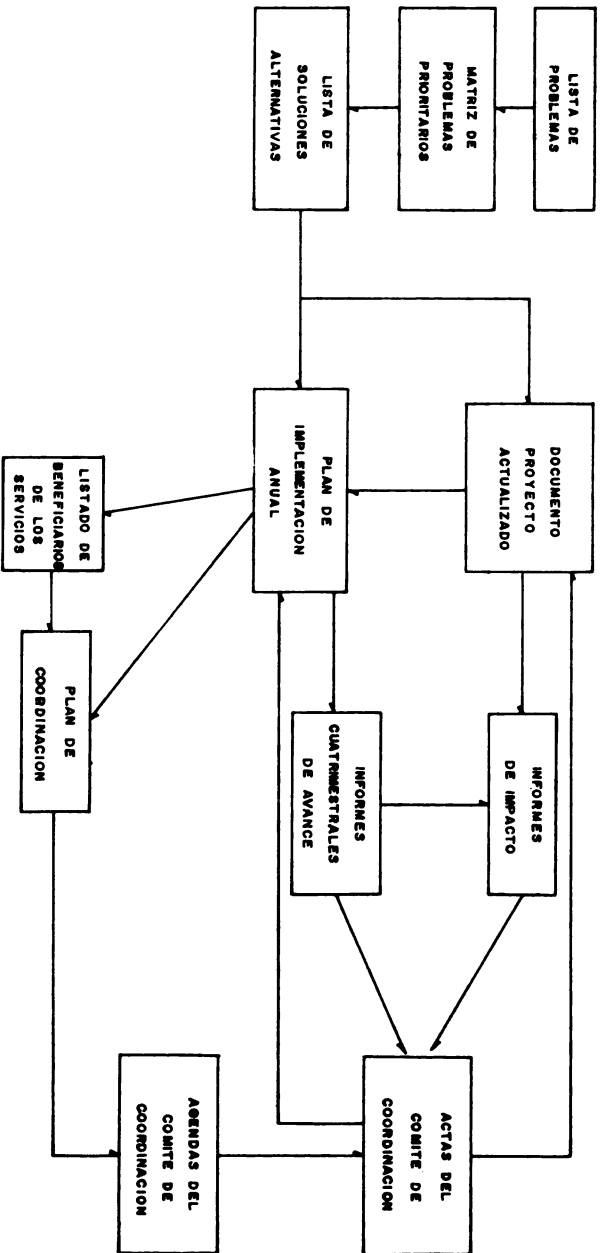 LISTA DE
PROBLEMAS
MATRIZ DE
PROBLEMAS
PRIORITARIOS
LISTA DE
SOLUCIONES
ALTERNATIVAS
DOCUMENTO
PROYECTO
ACTUALIZADO
PLAN DE
IMPLEMENTACION
ANUAL
LISTADO DE
BENEFICIARIOS
DE LOS
SERVICIOS
INFORMES
DE IMPACTO
INFORMES
CUATRIMESTRALES
DE AVANCE
PLAN DE
COORDINACION
ACTAS DEL
COMITE DE
COORDINACION
AGENDAS DEL
COMITE DE
COORDINACION